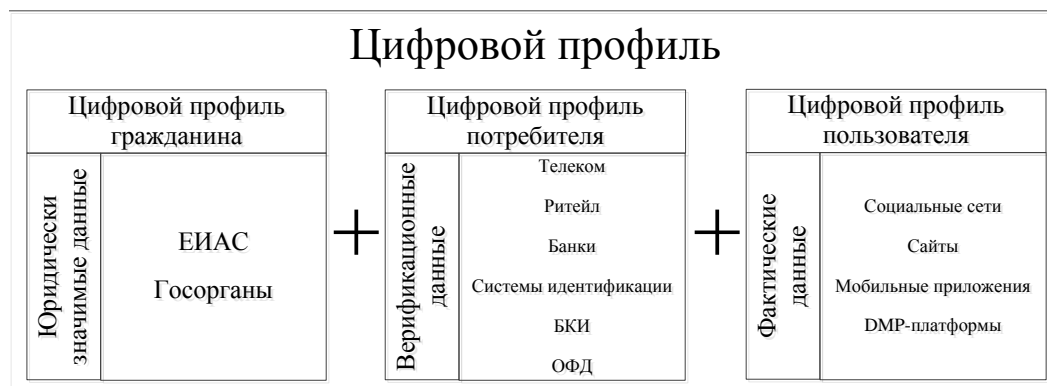 Цифровой профиль
Цифровой профиль
гражданина
Юридически
значимые данные
ЕИАС
Госорганы
+
Цифровой профиль
потребителя
Верификационные
данные
Телеком
Ритейл
Банки
Системы идентификации
БКИ
ОФД
+
Цифровой профиль
пользователя
Фактические
данные
Социальные сети
Сайты
Мобильные приложения
DMP-платформы